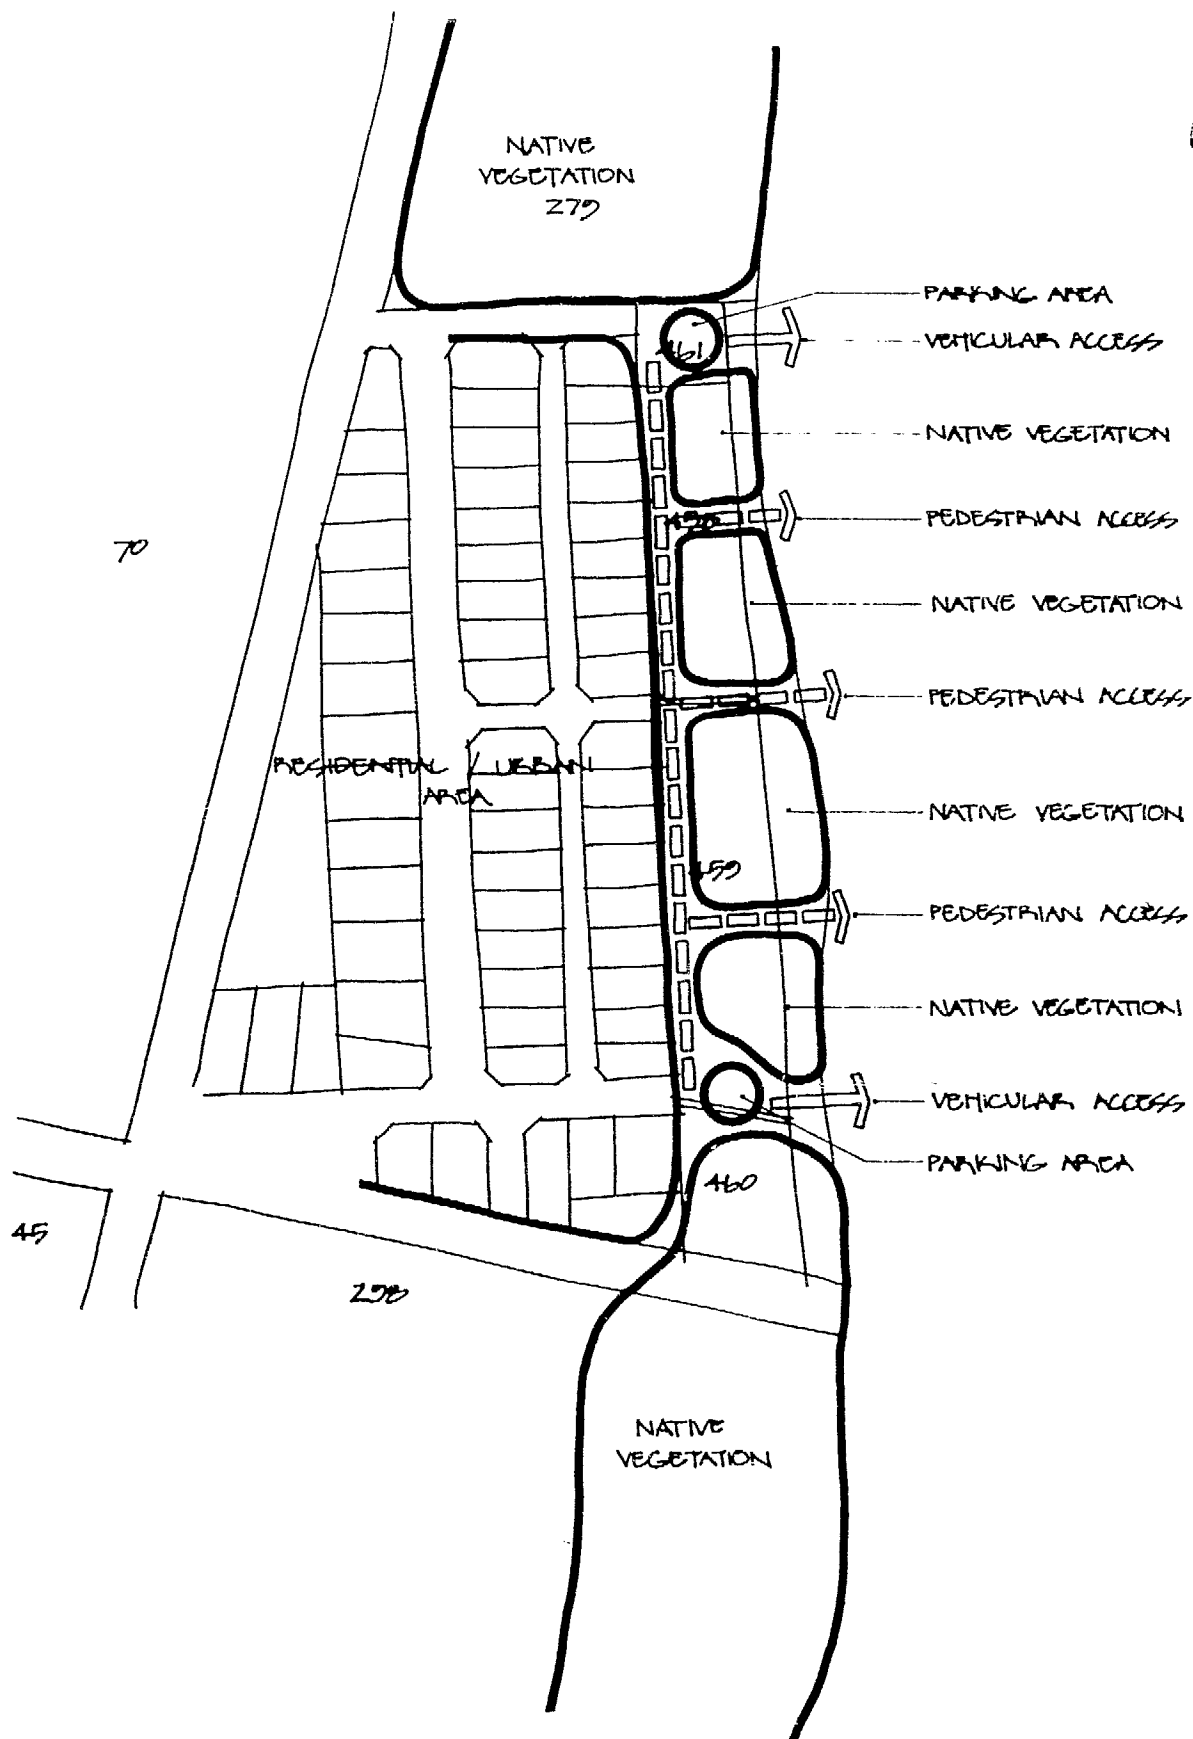 NATIVE
VEGETATION
279
PARKING AREA
461
VEHICULAR ACCESS
NATIVE VEGETATION
PEDESTRIAN ACCESS
70
NATIVE VEGETATION
PEDESTRIAN ACCESS
RESIDENTIAL / URBAN
AREA
NATIVE VEGETATION
459
PEDESTRIAN ACCESS
NATIVE VEGETATION
VEHICULAR ACCESS
PARKING AREA
460
45
298
NATIVE
VEGETATION